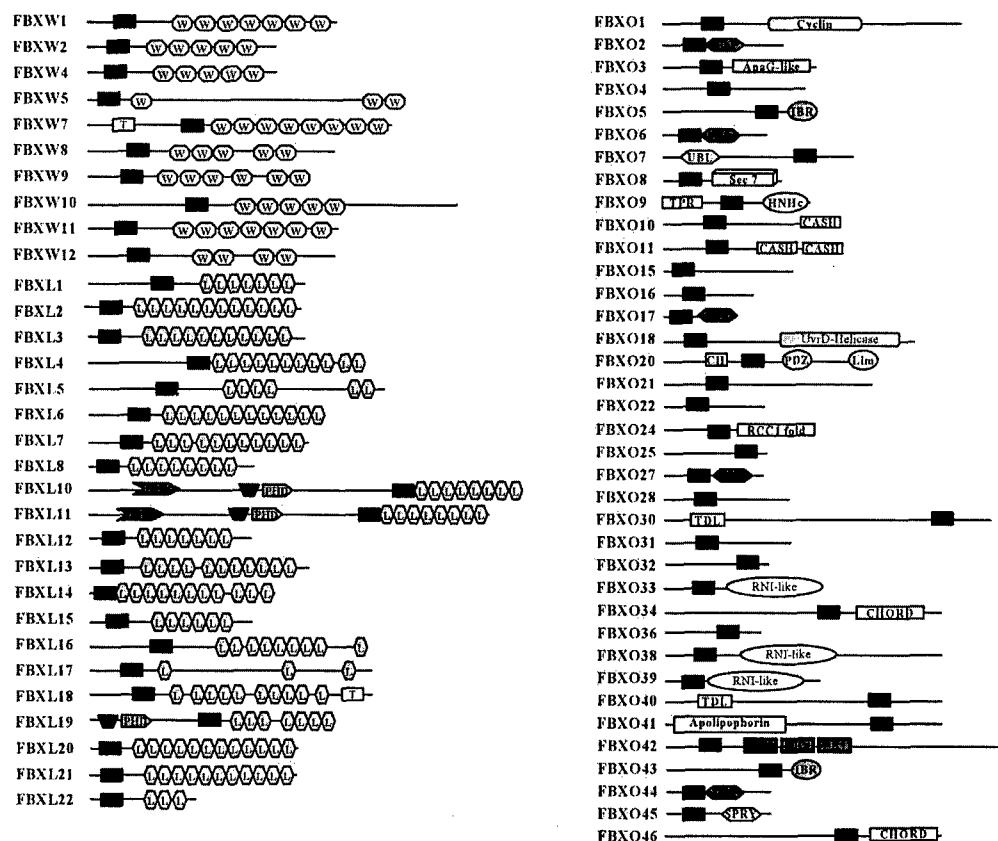 FBXW1 W W W W W W W
FBXW2 W W W W W
FBXW4 W W W W W
FBXW5 W W W
FBXW7 T W W W W W W W W
FBXW8 W W W W W
FBXW9 W W W W W W
FBXW10 W W W W W
FBXW11 W W W W W W W
FBXW12 W W W W
FBXL1 L L L L L L L
FBXL2 L L L L L L L L L L L L
FBXL3 L L L L L L L L L L L
FBXL4 L L L L L L L L L L L
FBXL5 L L L L L L
FBXL6 L L L L L L L L L L L L
FBXL7 L L L L L L L L L L
FBXL8 L L L L L L L L
FBXL10 PHD L L L L L L L L
FBXL11 PHD L L L L L L L L
FBXL12 L L L L L L L
FBXL13 L L L L L L L L L L
FBXL14 L L L L L L L L L L L
FBXL15 L L L L L L
FBXL16 L L L L L L L L L
FBXL17 L L L
FBXL18 L L L L L L L L L T
FBXL19 PHD L L L L L L L
FBXL20 L L L L L L L L L L L L
FBXL21 L L L L L L L L L L L
FBXL22 L L L
FBXO1 Cyclin
FBXO2
FBXO3 ApaG-like
FBXO4
FBXO5 IBR
FBXO6
FBXO7 UBL
FBXO8 Sec 7
FBXO9 TPR HNHc
FBXO10 CASH
FBXO11 CASH CASH
FBXO15
FBXO16
FBXO17
FBXO18 UvrD-Helicase
FBXO20 CH PDZ Lim
FBXO21
FBXO22
FBXO24 RCC1 fold
FBXO25
FBXO27
FBXO28
FBXO30 TDL
FBXO31
FBXO32
FBXO33 RNI-like
FBXO34 CHORD
FBXO36
FBXO38 RNI-like
FBXO39 RNI-like
FBXO40 TDL
FBXO41 Apolipophorin
FBXO42
FBXO43 IBR
FBXO44
FBXO45 SPRY
FBXO46 CHORD